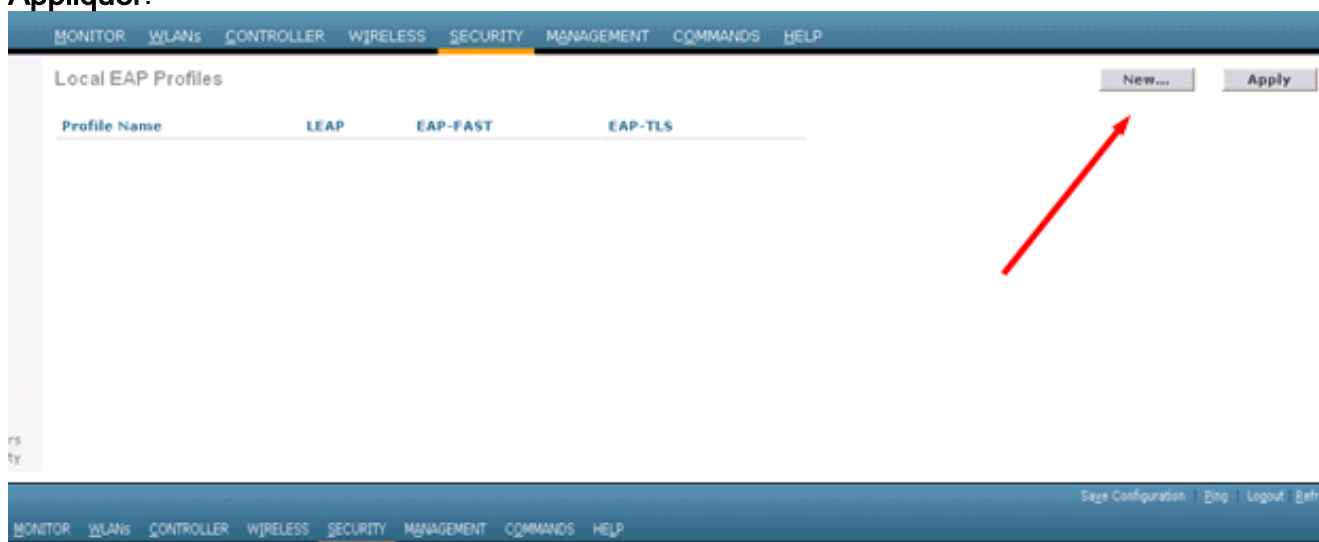 Appliquer.
MONITOR WLANs CONTROLLER WIRELESS SECURITY MANAGEMENT COMMANDS HELP
Local EAP Profiles
New... Apply
Profile Name LEAP EAP-FAST EAP-TLS
rs
ty
Save Configuration | Ping | Logout | Refr
MONITOR WLANs CONTROLLER WIRELESS SECURITY MANAGEMENT COMMANDS HELP